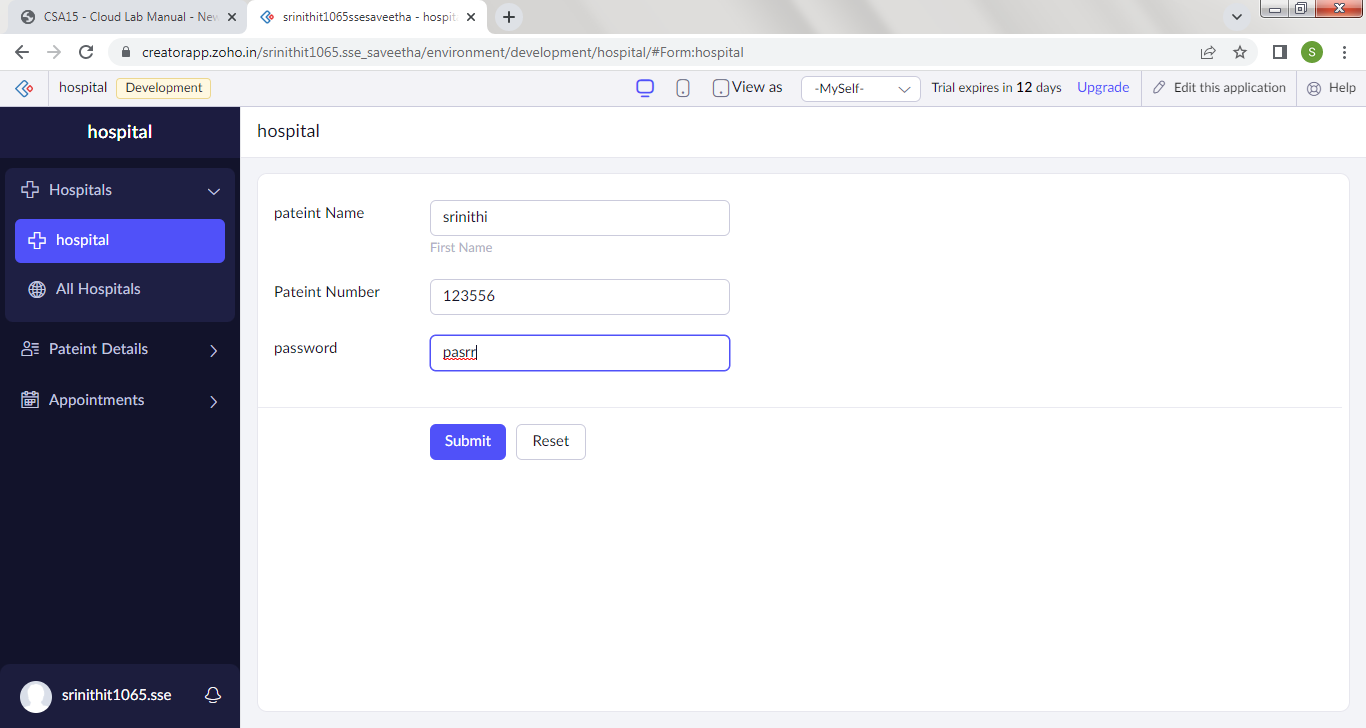 CSA15 - Cloud Lab Manual - New
srinithit1065ssesaveetha - hospit
creatorapp.zoho.in/srinithit1065.sse_saveetha/environment/development/hospital/#Form:hospital
S
hospital Development View as -MySelf- Trial expires in 12 days Upgrade Edit this application Help
hospital
Hospitals
hospital
All Hospitals
Pateint Details
Appointments
srinithit1065.sse
hospital
pateint Name srinithi
First Name
Pateint Number 123556
password pasrr
Submit Reset